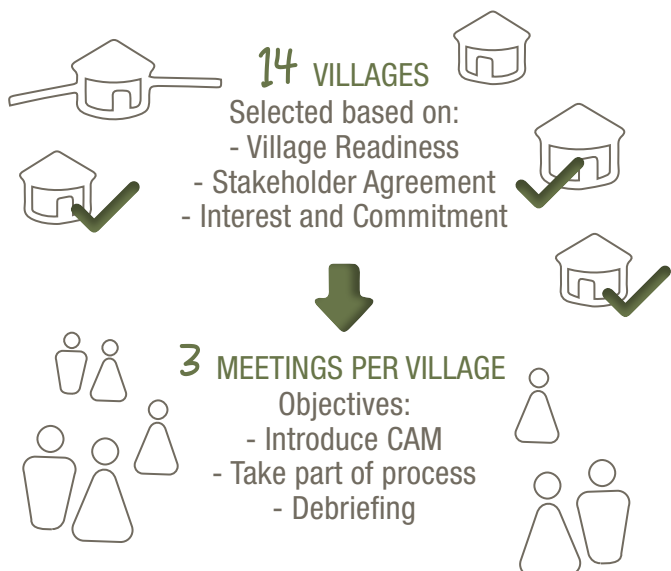 14 VILLAGES
Selected based on:
- Village Readiness
- Stakeholder Agreement
- Interest and Commitment
3 MEETINGS PER VILLAGE
Objectives:
- Introduce CAM
- Take part of process
- Debriefing